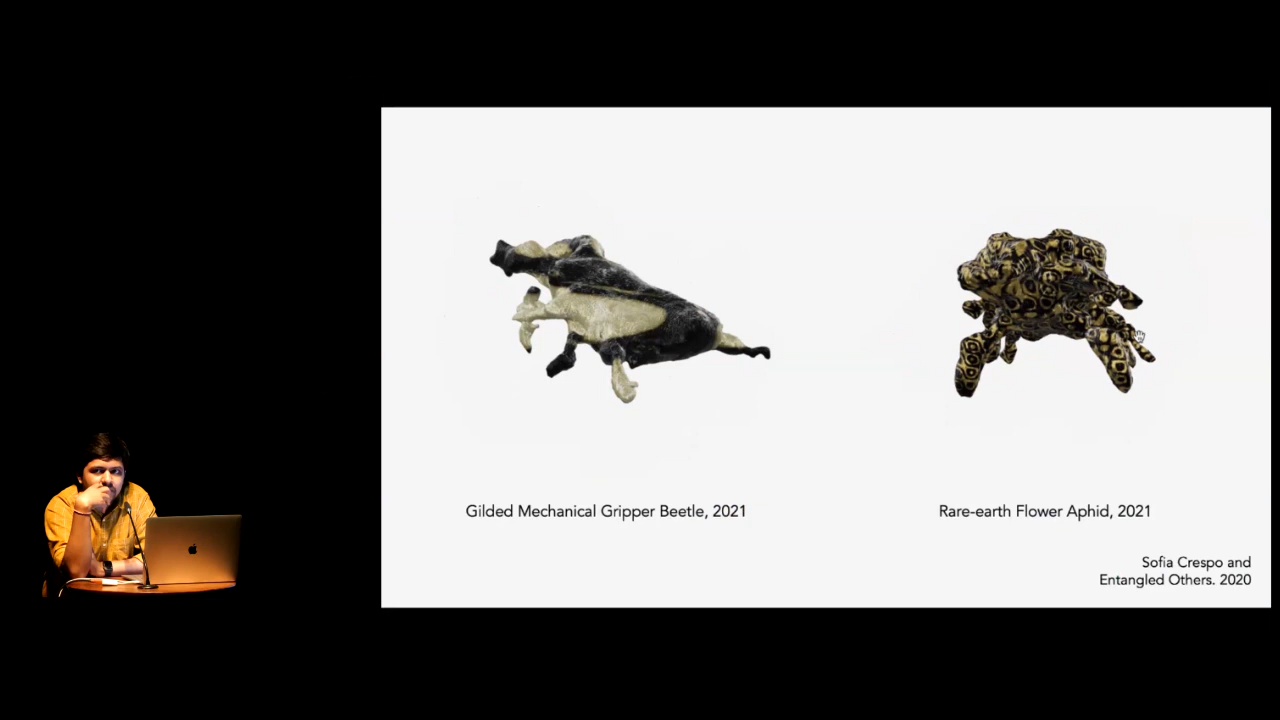 Gilded Mechanical Gripper Beetle, 2021
Rare-earth Flower Aphid, 2021
Sofia Crespo and
Entangled Others. 2020